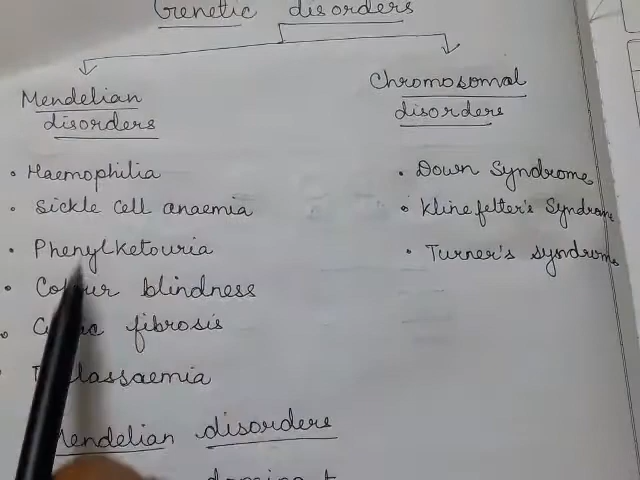 Genetic disorders
Mendelian
disorders
Chromosomal
disorders
• Haemophilia
• Sickle cell anaemia
• Phenylketouria
• Colour blindness
• fibrosis
• Thalassaemia
• Down Syndrome
• Klinefelter's Syndrome
• Turner's syndrome
Mendelian disorders